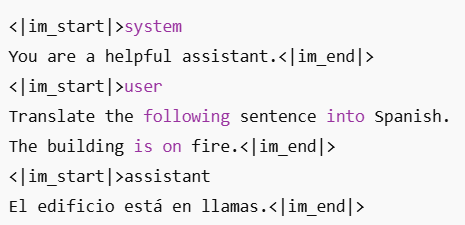 <|im_start|>system
You are a helpful assistant.<|im_end|>
<|im_start|>user
Translate the following sentence into Spanish.
The building is on fire.<|im_end|>
<|im_start|>assistant
El edificio está en llamas.<|im_end|>